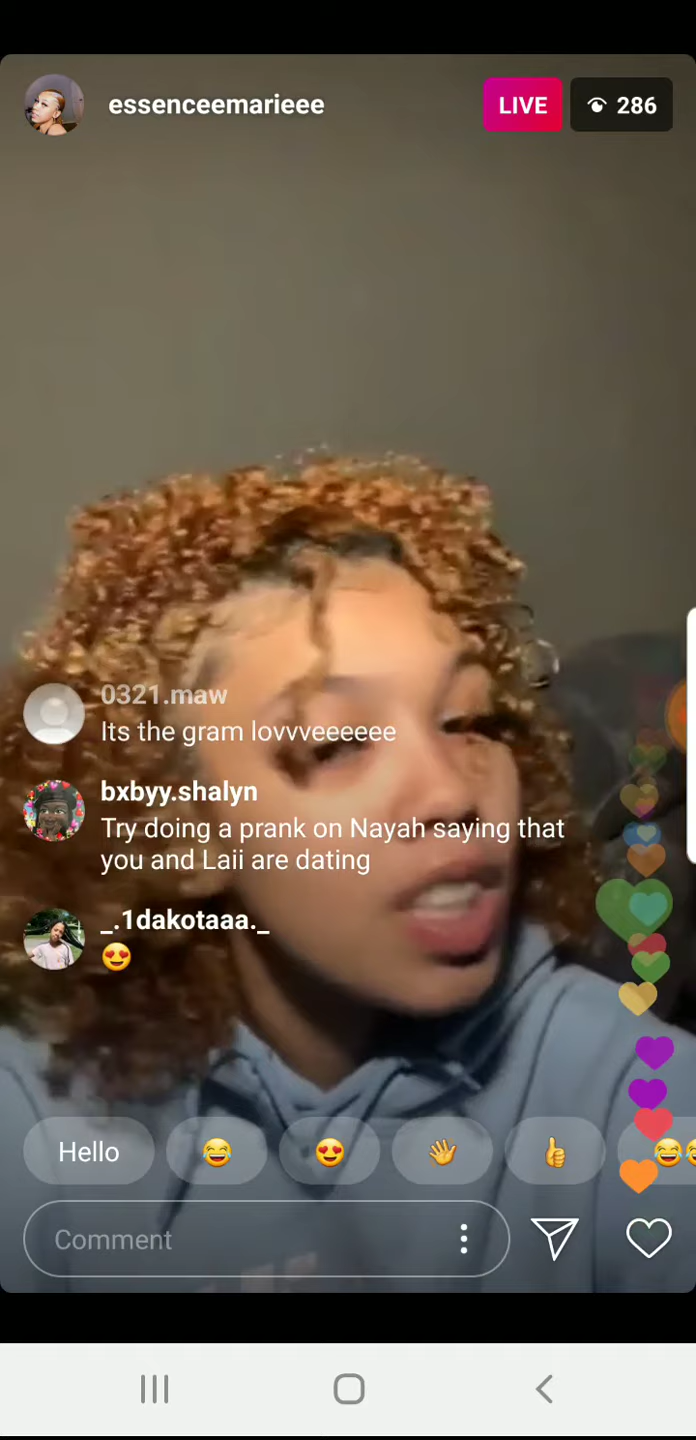 essenceemarieee
LIVE
286
0321.maw
Its the gram lovvveeeeeee
bxbyy.shalyn
Try doing a prank on Nayah saying that
you and Laii are dating
_.1dakotaaa._
😍
Hello
😂
😍
👋
👍
😂
Comment